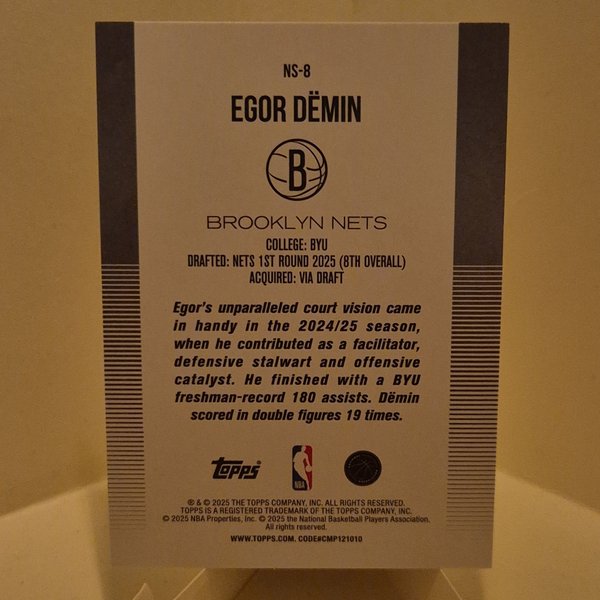 NS-8
EGOR DËMIN
B
BROOKLYN NETS
COLLEGE: BYU
DRAFTED: NETS 1ST ROUND 2025 (8TH OVERALL)
ACQUIRED: VIA DRAFT
Egor's unparalleled court vision came
in handy in the 2024/25 season,
when he contributed as a facilitator,
defensive stalwart and offensive
catalyst. He finished with a BYU
freshman-record 180 assists. Dëmin
scored in double figures 19 times.
TOPPS
NBA
® & © 2025 THE TOPPS COMPANY, INC. ALL RIGHTS RESERVED.
TOPPS IS A REGISTERED TRADEMARK OF THE TOPPS COMPANY, INC.
© 2025 NBA Properties, Inc. © 2025 the National Basketball Players Association.
All rights reserved.
WWW.TOPPS.COM. CODE#CMP121010